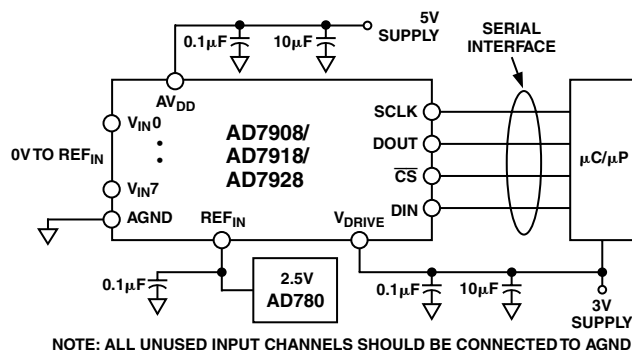 5V
SUPPLY
0.1µF
10µF
SERIAL
INTERFACE
AVDD
VIN0
0V TO REFIN
VIN7
AGND
AD7908/
AD7918/
AD7928
SCLK
DOUT
CS
DIN
µC/µP
REFIN
VDRIVE
0.1µF
2.5V
AD780
0.1µF
10µF
3V
SUPPLY
NOTE: ALL UNUSED INPUT CHANNELS SHOULD BE CONNECTED TO AGND